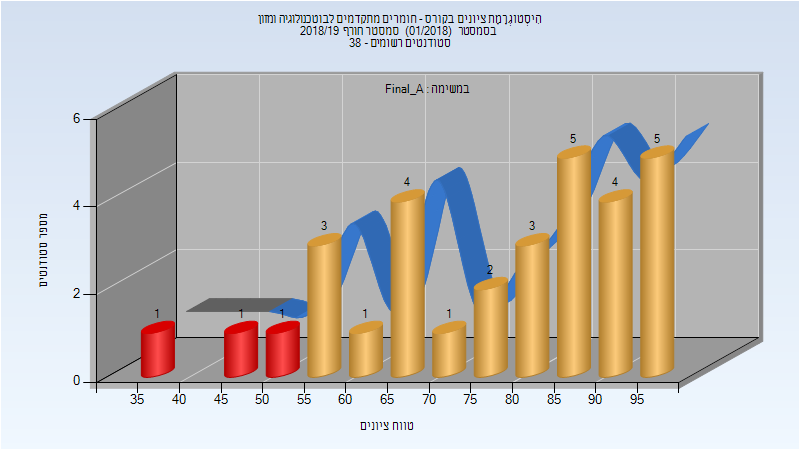 הִיסְטוֹגְרָמַת ציונים בקורס - חומרים מתקדמים לבוטכנולוגיה ומזון
בסמסטר (01/2018) סמסטר חורף 2018/19
סטודנטים רשומים - 38
במשימה : Final_A
מספר סטודנטים
6
4
2
0
1
1
1
3
1
4
1
2
3
5
4
5
35 40 45 50 55 60 65 70 75 80 85 90 95
טווח ציונים